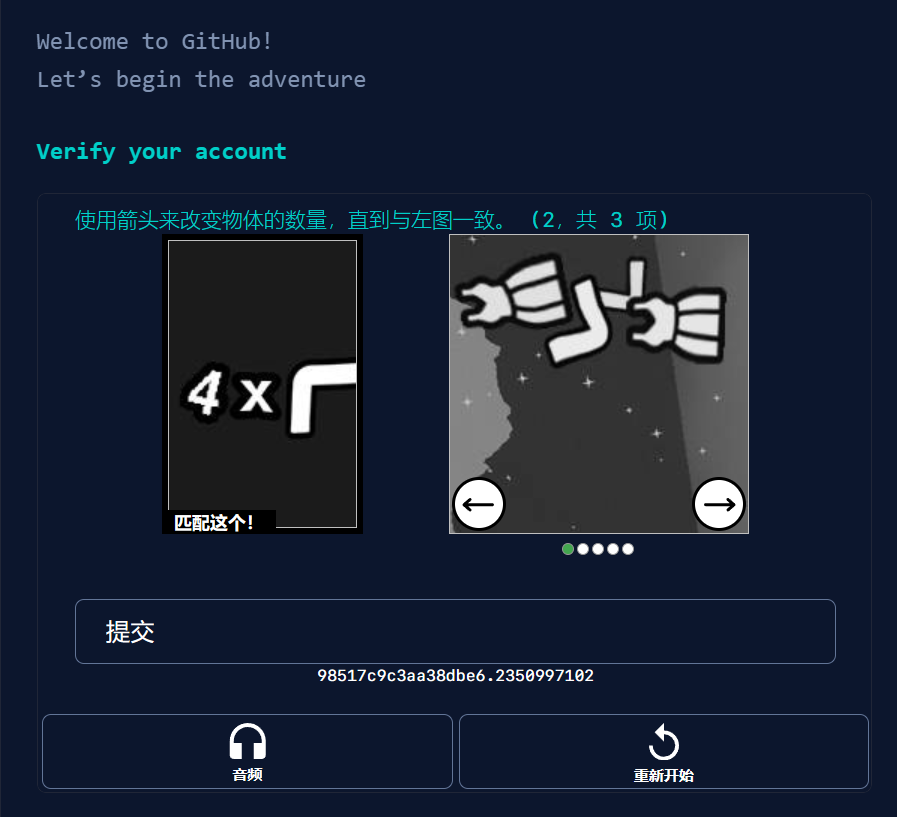 Welcome to GitHub!
Let’s begin the adventure
Verify your account
使用箭头来改变物体的数量，直到与左图一致。 (2，共 3 项)
4 x
匹配这个！
提交
98517c9c3aa38dbe6.2350997102
音频
重新开始